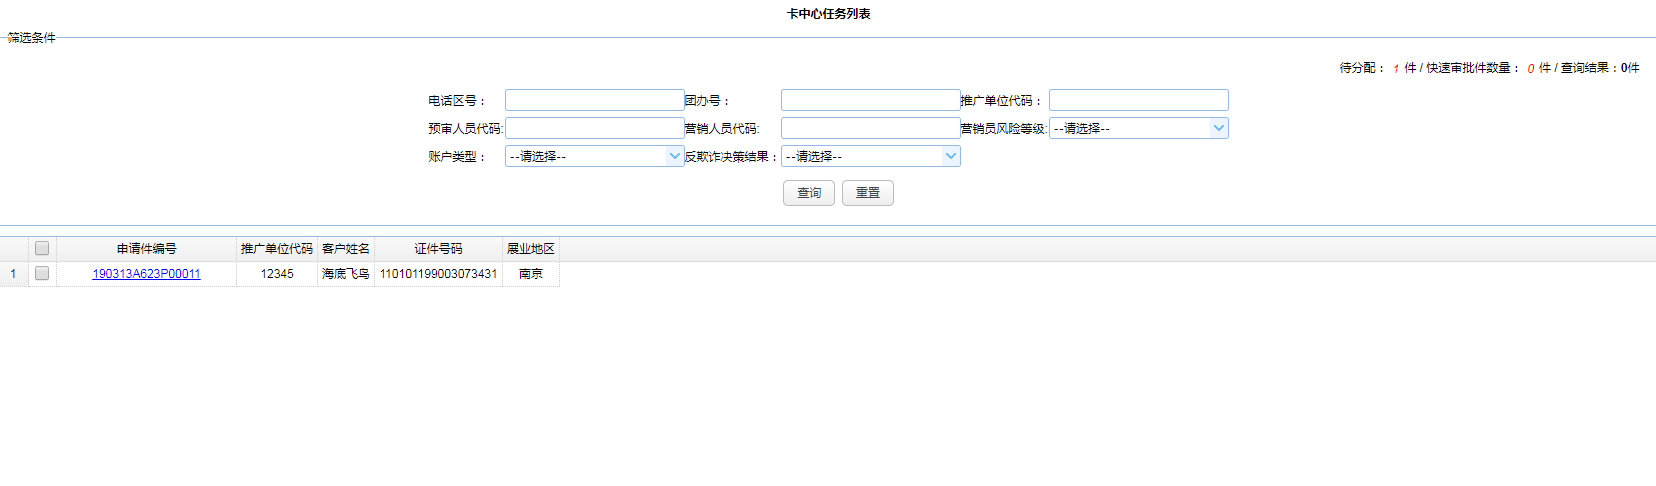 卡中心任务列表
筛选条件
待分配： 1 件 / 快速审批件数量： 0 件 / 查询结果：0件
电话区号： 团办号： 推广单位代码：
预审人员代码: 营销人员代码: 营销员风险等级: --请选择--
账户类型： --请选择-- 反欺诈决策结果： --请选择--
查询 重置
申请件编号 推广单位代码 客户姓名 证件号码 展业地区
1 190313A623P00011 12345 海底飞鸟 110101199003073431 南京